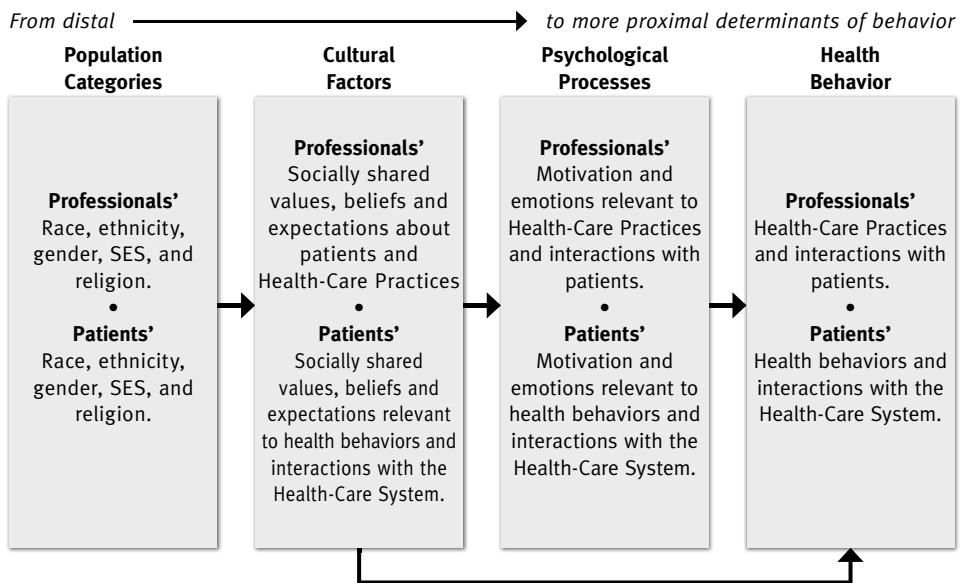 From distal to more proximal determinants of behavior
Population
Categories
Professionals’
Race, ethnicity,
gender, SES, and
religion.
•
Patients’
Race, ethnicity,
gender, SES, and
religion.
Cultural
Factors
Professionals’
Socially shared
values, beliefs and
expectations about
patients and
Health-Care Practices
•
Patients’
Socially shared
values, beliefs and
expectations relevant
to health behaviors and
interactions with the
Health-Care System.
Psychological
Processes
Professionals’
Motivation and
emotions relevant to
Health-Care Practices
and interactions with
patients.
•
Patients’
Motivation and
emotions relevant to
health behaviors and
interactions with the
Health-Care System.
Health
Behavior
Professionals’
Health-Care Practices
and interactions with
patients.
•
Patients’
Health behaviors and
interactions with the
Health-Care System.